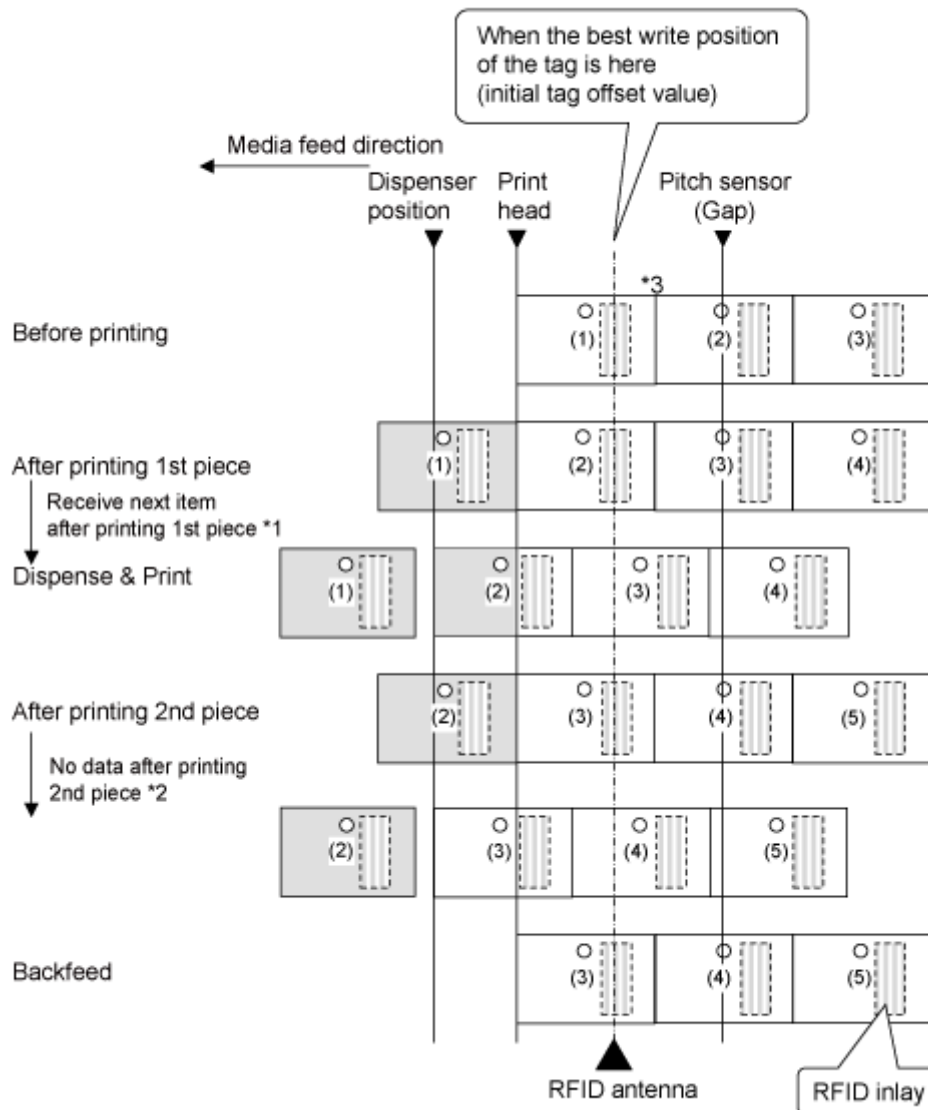 When the best write position
of the tag is here
(initial tag offset value)
Media feed direction
Dispenser
position
Print
head
Pitch sensor
(Gap)
*3
Before printing
(1)
(2)
(3)
After printing 1st piece
(1)
(2)
(3)
(4)
Receive next item
after printing 1st piece *1
Dispense & Print
(1)
(2)
(3)
(4)
After printing 2nd piece
(2)
(3)
(4)
(5)
No data after printing
2nd piece *2
(2)
(3)
(4)
(5)
Backfeed
(3)
(4)
(5)
RFID antenna
RFID inlay